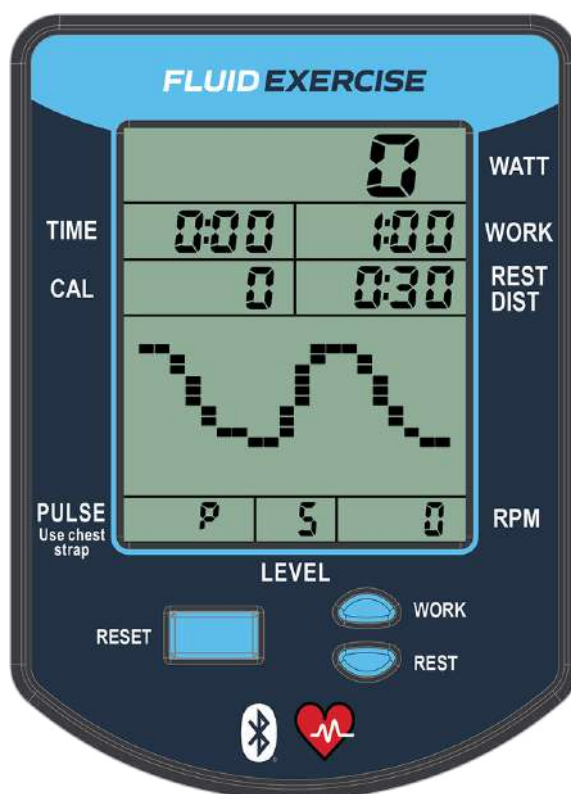 FLUID EXERCISE
0 WATT
TIME 0:00 1:00 WORK
CAL 0 0:30 REST
DIST
PULSE P 5 0 RPM
Use chest
strap
LEVEL
RESET
WORK
REST